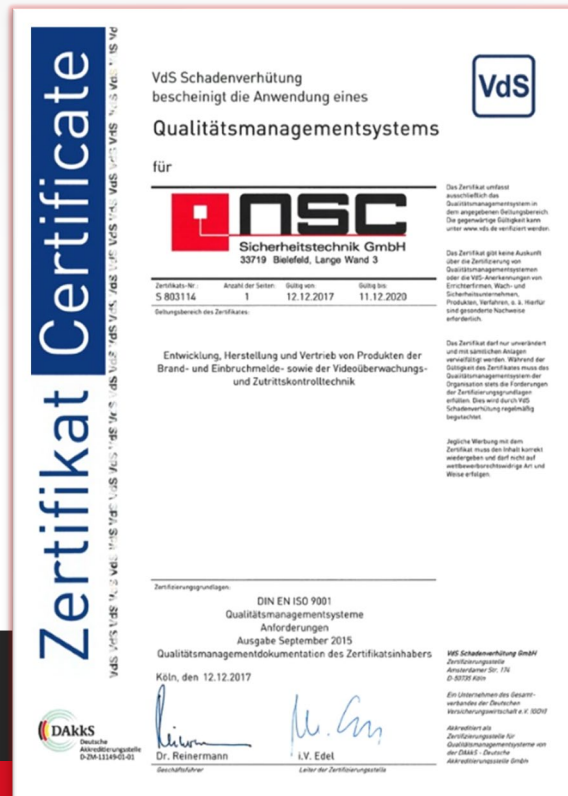 Zertifikat Certificate
VdS Schadenverhütung
bescheinigt die Anwendung eines
Qualitätsmanagementsystems
für
VdS
nsc
Sicherheitstechnik GmbH
33719 Bielefeld, Lange Wand 3
Zertifikats-Nr.: Anzahl der Seiten: Gültig von: Gültig bis:
S 803114 1 12.12.2017 11.12.2020
Geltungsbereich des Zertifikates:
Entwicklung, Herstellung und Vertrieb von Produkten der
Brand- und Einbruchmelde- sowie der Videoüberwachungs-
und Zutrittskontrolltechnik
Das Zertifikat umfasst
ausschließlich das
Qualitätsmanagementsystem in
dem angegebenen Geltungsbereich.
Die gegenwärtige Gültigkeit kann
unter www.vds.de verifiziert werden.
Das Zertifikat gibt keine Auskunft
über die Zertifizierung von
Qualitätsmanagementsystemen
oder die VdS-Anerkennungen von
Errichterfirmen, Wach- und
Sicherheitsunternehmen,
Produkten, Verfahren, o. ä. Hierfür
sind gesonderte Nachweise
erforderlich.
Das Zertifikat darf nur unverändert
und mit sämtlichen Anlagen
vervielfältigt werden. Während der
Gültigkeit des Zertifikates muss das
Qualitätsmanagementsystem der
Organisation stets die Forderungen
der Zertifizierungsgrundlagen
erfüllen. Dies wird durch VdS
Schadenverhütung regelmäßig
begutachtet.
Jegliche Werbung mit dem
Zertifikat muss den Inhalt korrekt
wiedergeben und darf nicht auf
wettbewerbsrechtswidrige Art und
Weise erfolgen.
Zertifizierungsgrundlagen:
DIN EN ISO 9001
Qualitätsmanagementsysteme
Anforderungen
Ausgabe September 2015
Qualitätsmanagementdokumentation des Zertifikatsinhabers
Köln, den 12.12.2017
Dr. Reinermann i.V. Edel
Geschäftsführer Leiter der Zertifizierungsstelle
DAkkS
Deutsche
Akkreditierungsstelle
D-ZM-11149-01-01
VdS Schadenverhütung GmbH
Zertifizierungsstelle
Amsterdamer Str. 174
D-50735 Köln
Ein Unternehmen des Gesamt-
verbandes der Deutschen
Versicherungswirtschaft e.V. (GDV)
Akkreditiert als
Zertifizierungsstelle für
Qualitätsmanagementsysteme von
der DAkkS - Deutsche
Akkreditierungsstelle GmbH